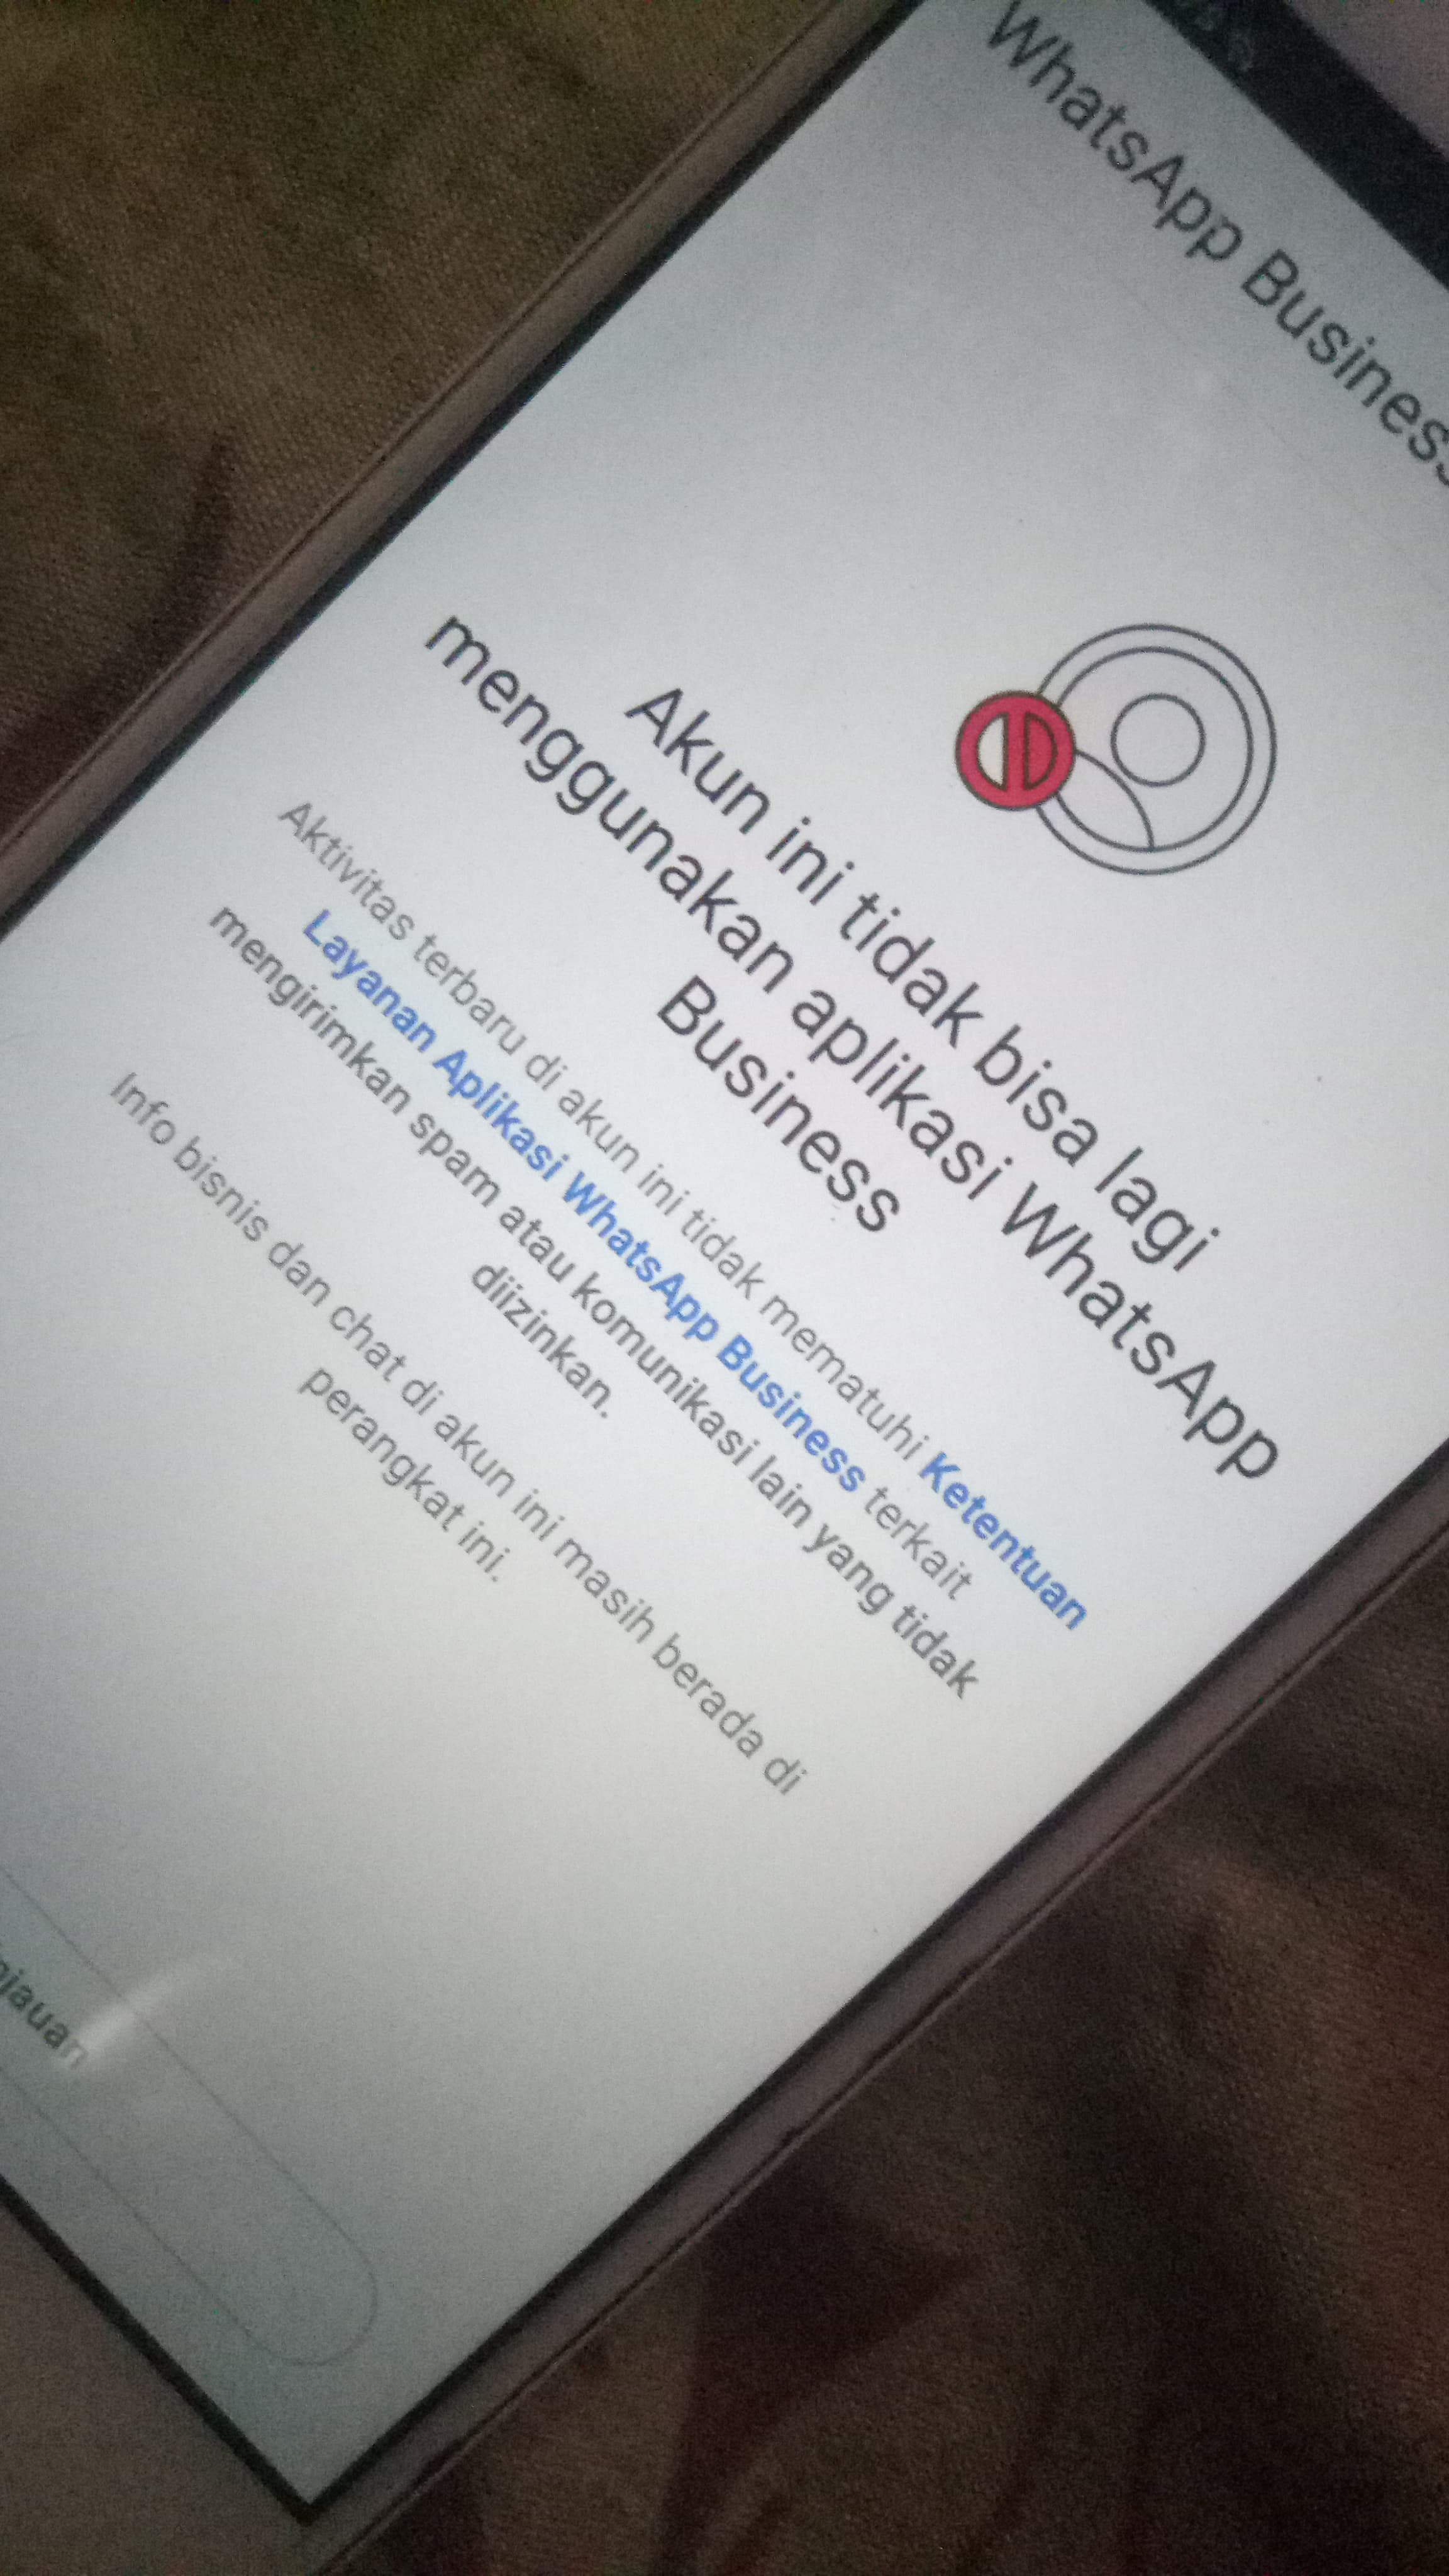 WhatsApp Business
Akun ini tidak bisa lagi
menggunakan aplikasi WhatsApp
Business
Aktivitas terbaru di akun ini tidak mematuhi Ketentuan
Layanan Aplikasi WhatsApp Business terkait
mengirimkan spam atau komunikasi lain yang tidak
diizinkan.
Info bisnis dan chat di akun ini masih berada di
perangkat ini.